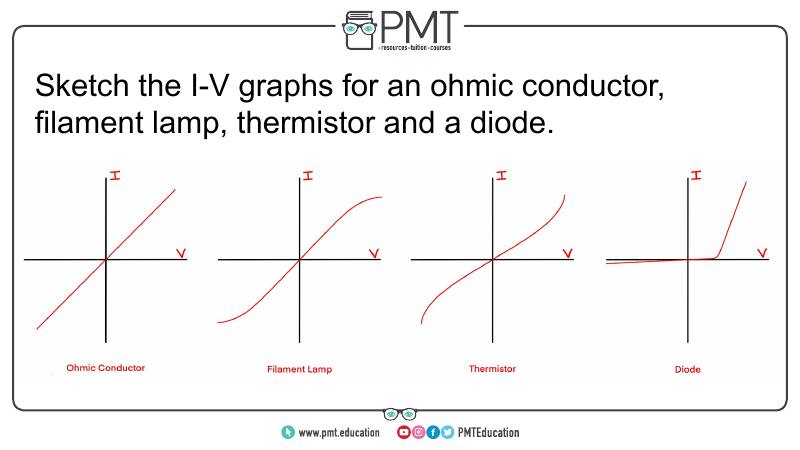 PMT
resources • tuition • courses
Sketch the I-V graphs for an ohmic conductor,
filament lamp, thermistor and a diode.
I
I
I
I
V
V
V
V
Ohmic Conductor
Filament Lamp
Thermistor
Diode
www.pmt.education
PMTEducation